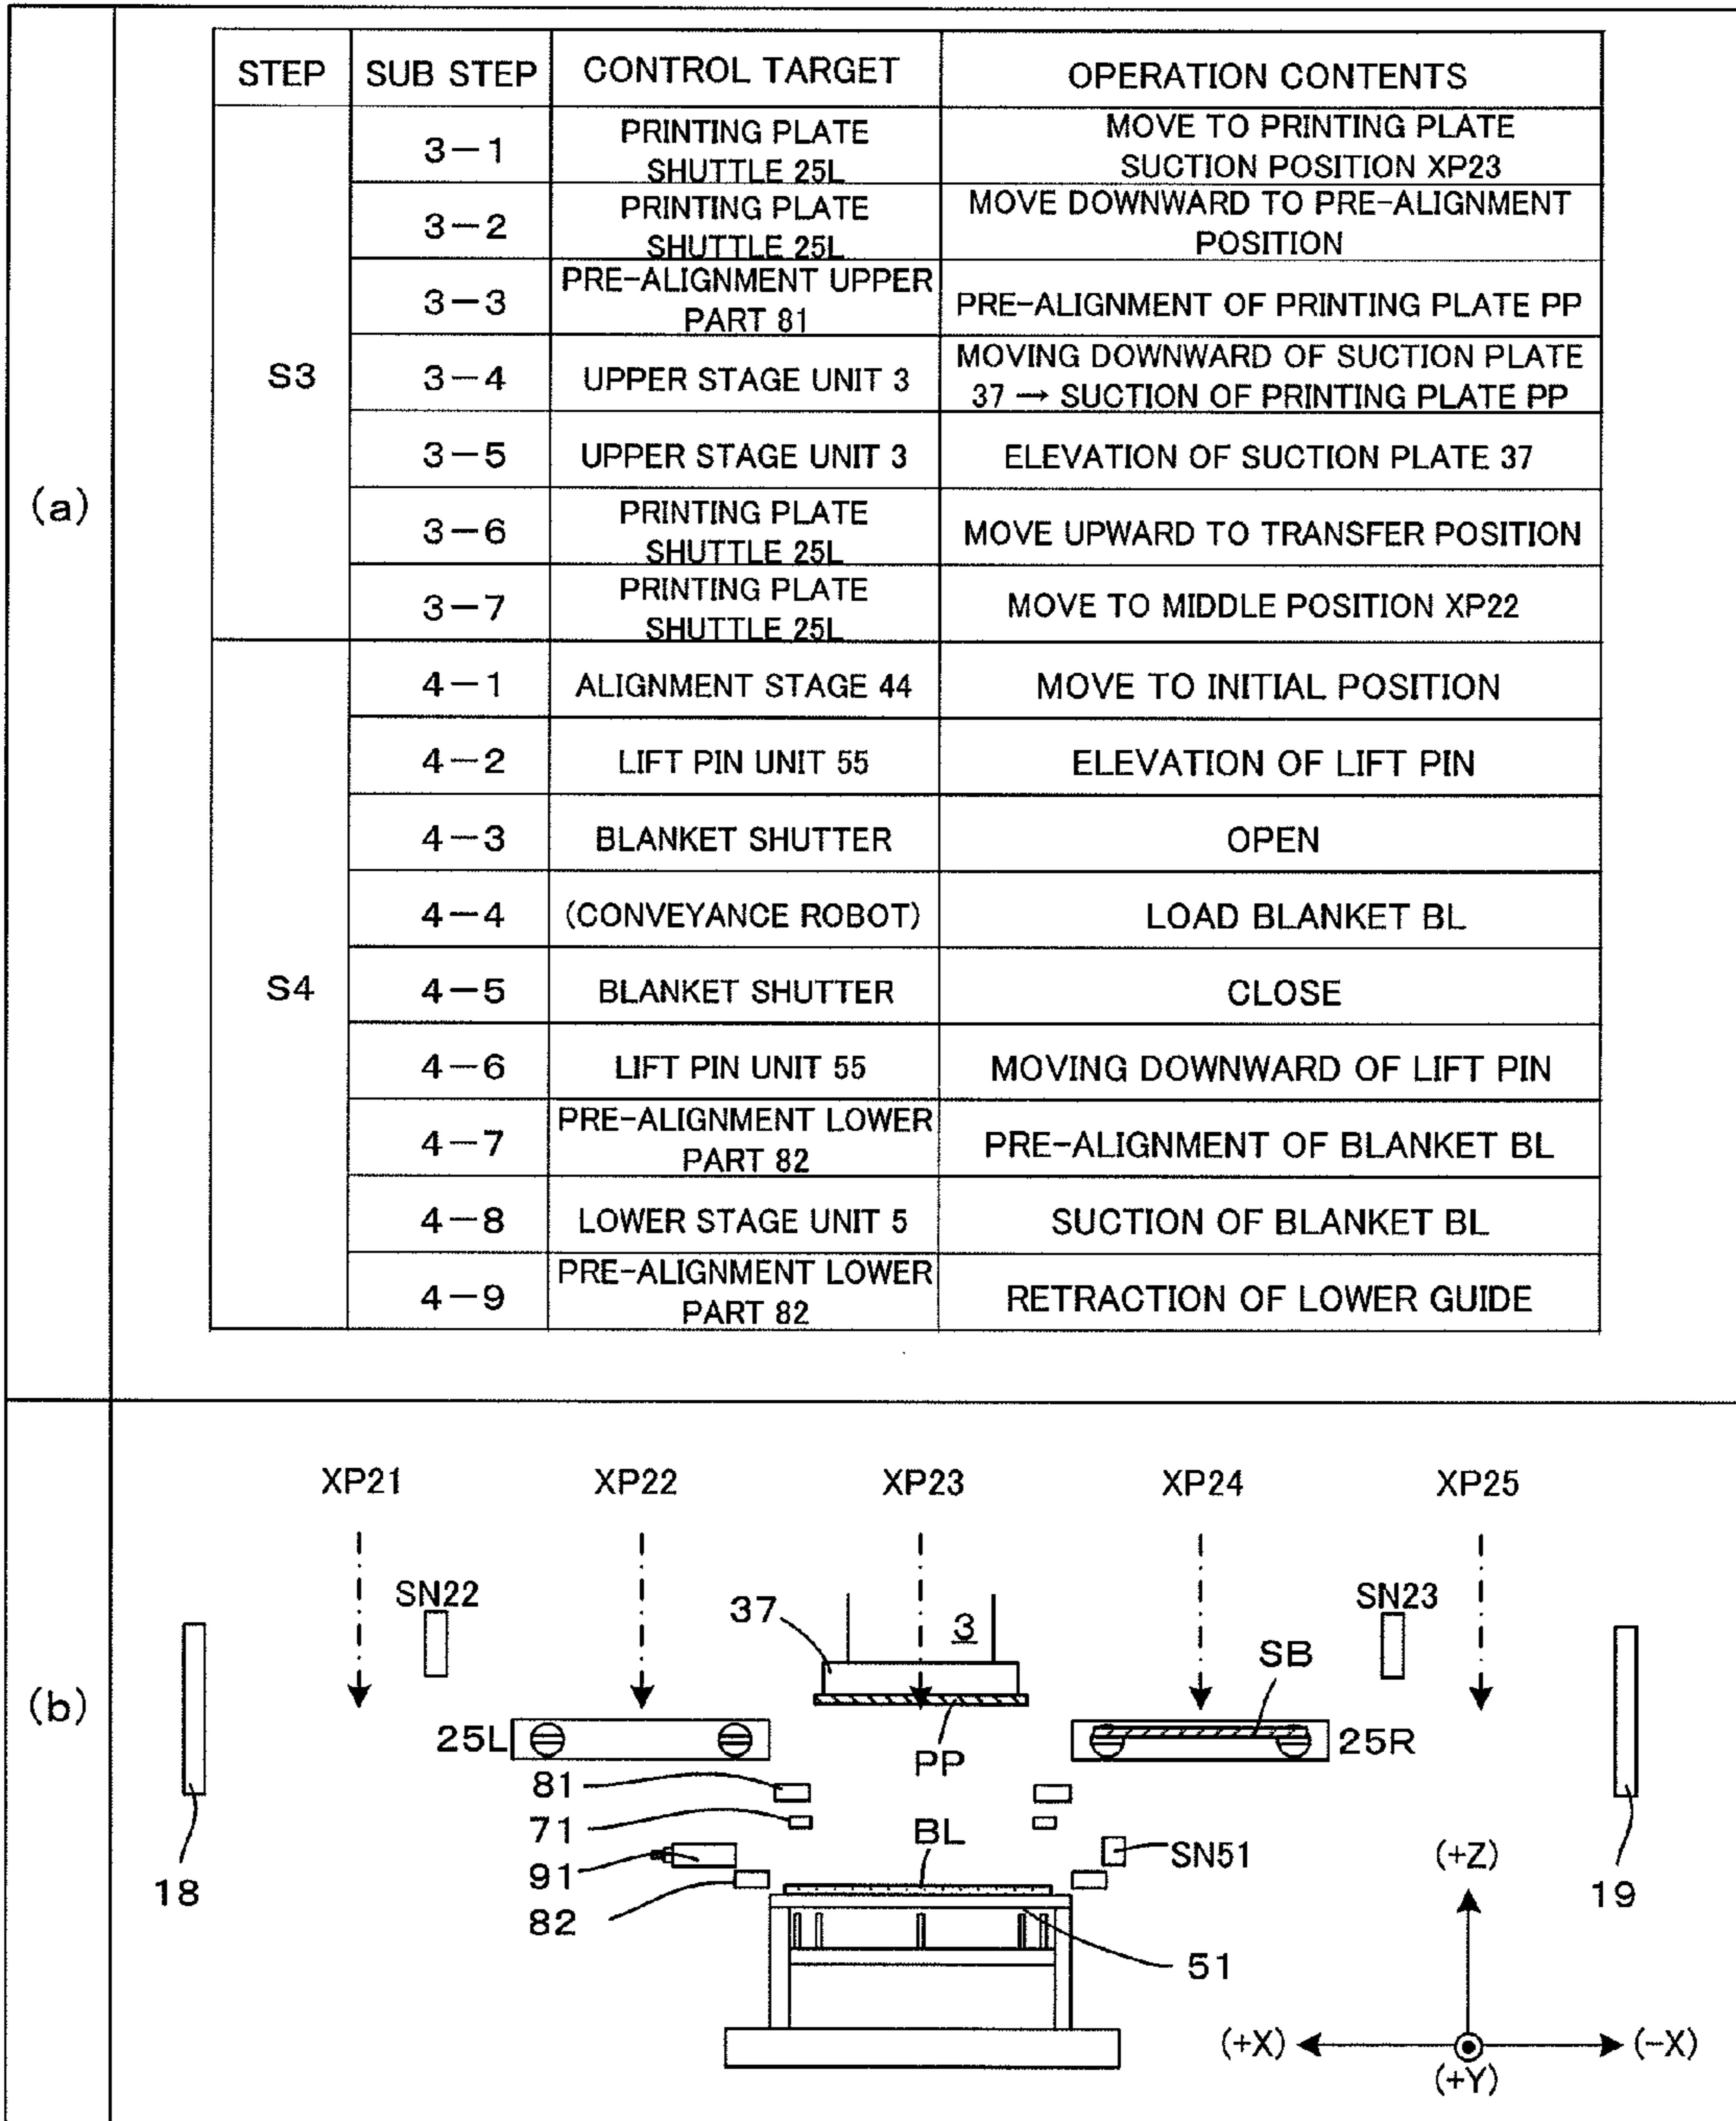 (a)
STEP SUB STEP CONTROL TARGET OPERATION CONTENTS
S3
3-1 PRINTING PLATE SHUTTLE 25L MOVE TO PRINTING PLATE SUCTION POSITION XP23
3-2 PRINTING PLATE SHUTTLE 25L MOVE DOWNWARD TO PRE-ALIGNMENT POSITION
3-3 PRE-ALIGNMENT UPPER PART 81 PRE-ALIGNMENT OF PRINTING PLATE PP
3-4 UPPER STAGE UNIT 3 MOVING DOWNWARD OF SUCTION PLATE 37 → SUCTION OF PRINTING PLATE PP
3-5 UPPER STAGE UNIT 3 ELEVATION OF SUCTION PLATE 37
3-6 PRINTING PLATE SHUTTLE 25L MOVE UPWARD TO TRANSFER POSITION
3-7 PRINTING PLATE SHUTTLE 25L MOVE TO MIDDLE POSITION XP22
S4
4-1 ALIGNMENT STAGE 44 MOVE TO INITIAL POSITION
4-2 LIFT PIN UNIT 55 ELEVATION OF LIFT PIN
4-3 BLANKET SHUTTER OPEN
4-4 (CONVEYANCE ROBOT) LOAD BLANKET BL
4-5 BLANKET SHUTTER CLOSE
4-6 LIFT PIN UNIT 55 MOVING DOWNWARD OF LIFT PIN
4-7 PRE-ALIGNMENT LOWER PART 82 PRE-ALIGNMENT OF BLANKET BL
4-8 LOWER STAGE UNIT 5 SUCTION OF BLANKET BL
4-9 PRE-ALIGNMENT LOWER PART 82 RETRACTION OF LOWER GUIDE
(b)
XP21 XP22 XP23 XP24 XP25
SN22 37 3 SN23
SB
25L PP 25R
81
71 BL
91 SN51 (+Z)
18 82 19
51
(+X) (-X)
(+Y)